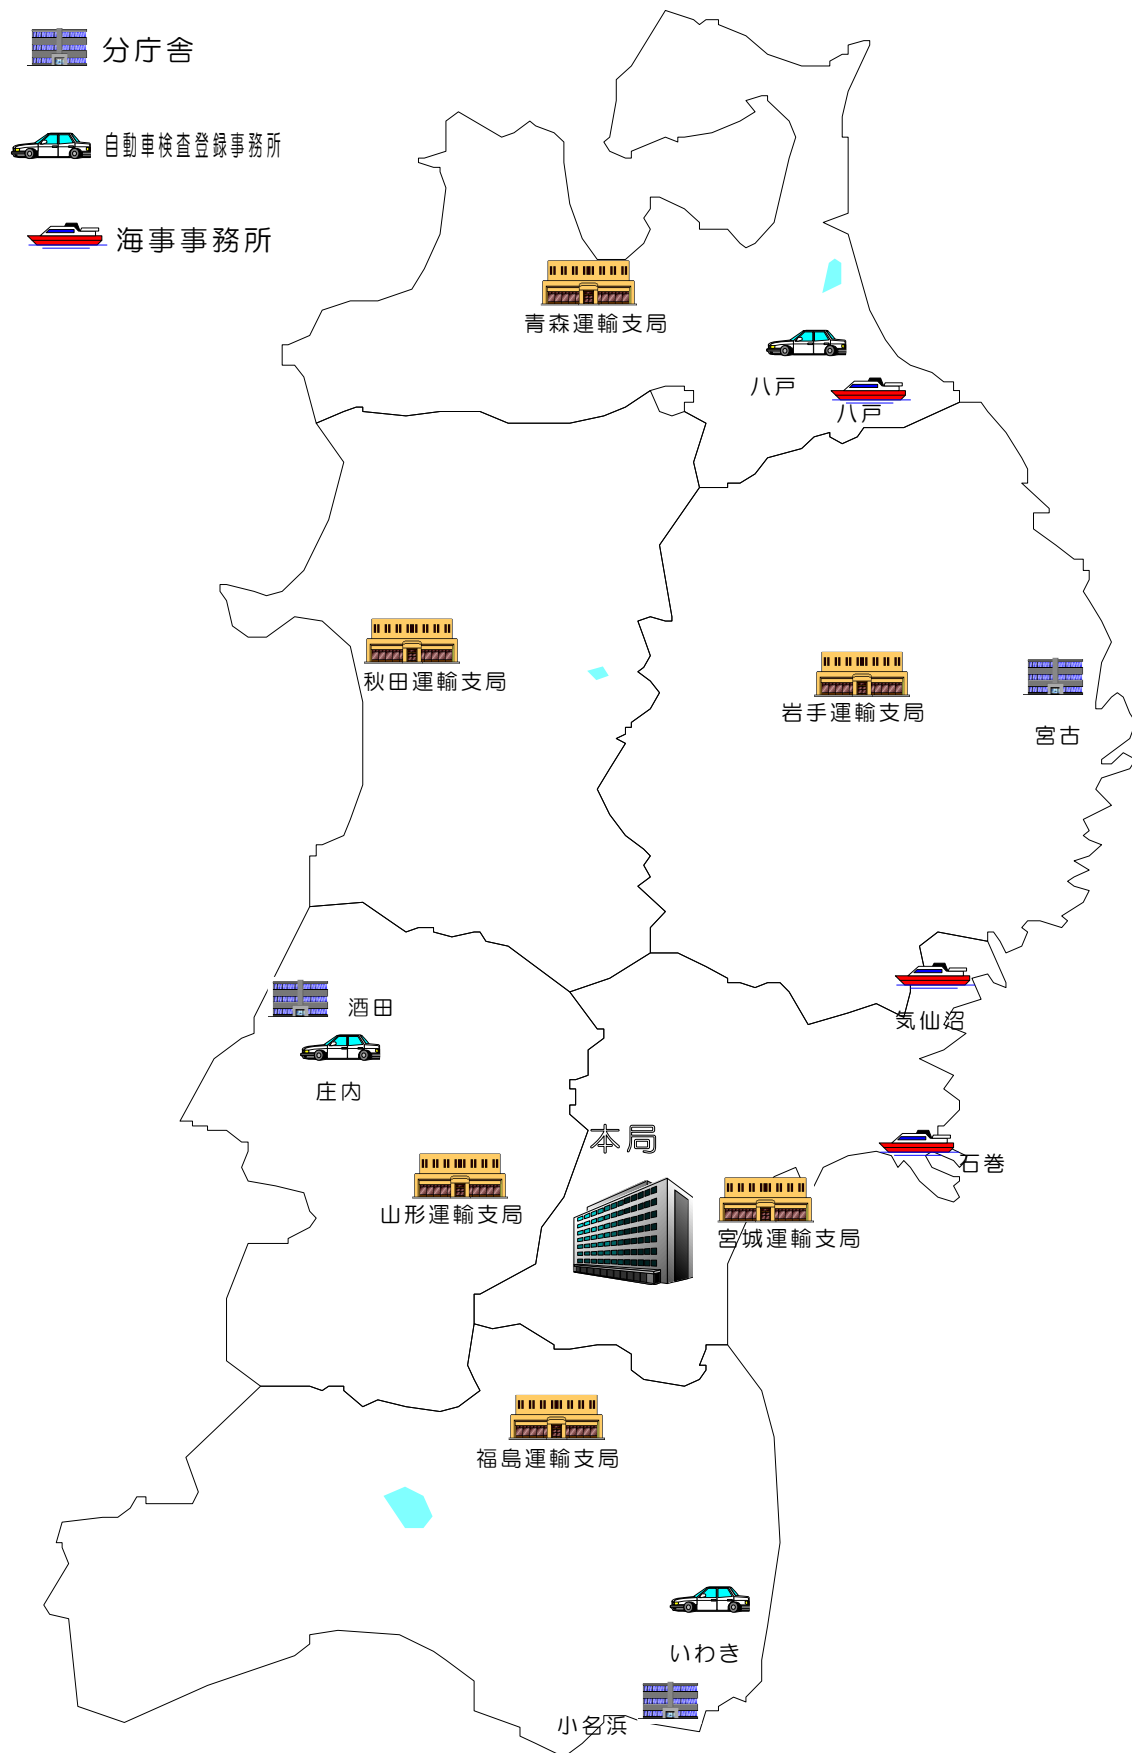 分庁舎
自動車検査登録事務所
海事事務所
青森運輸支局
八戸
八戸
秋田運輸支局
岩手運輸支局
宮古
酒田
気仙沼
庄内
本局
石巻
山形運輸支局
宮城運輸支局
福島運輸支局
いわき
小名浜